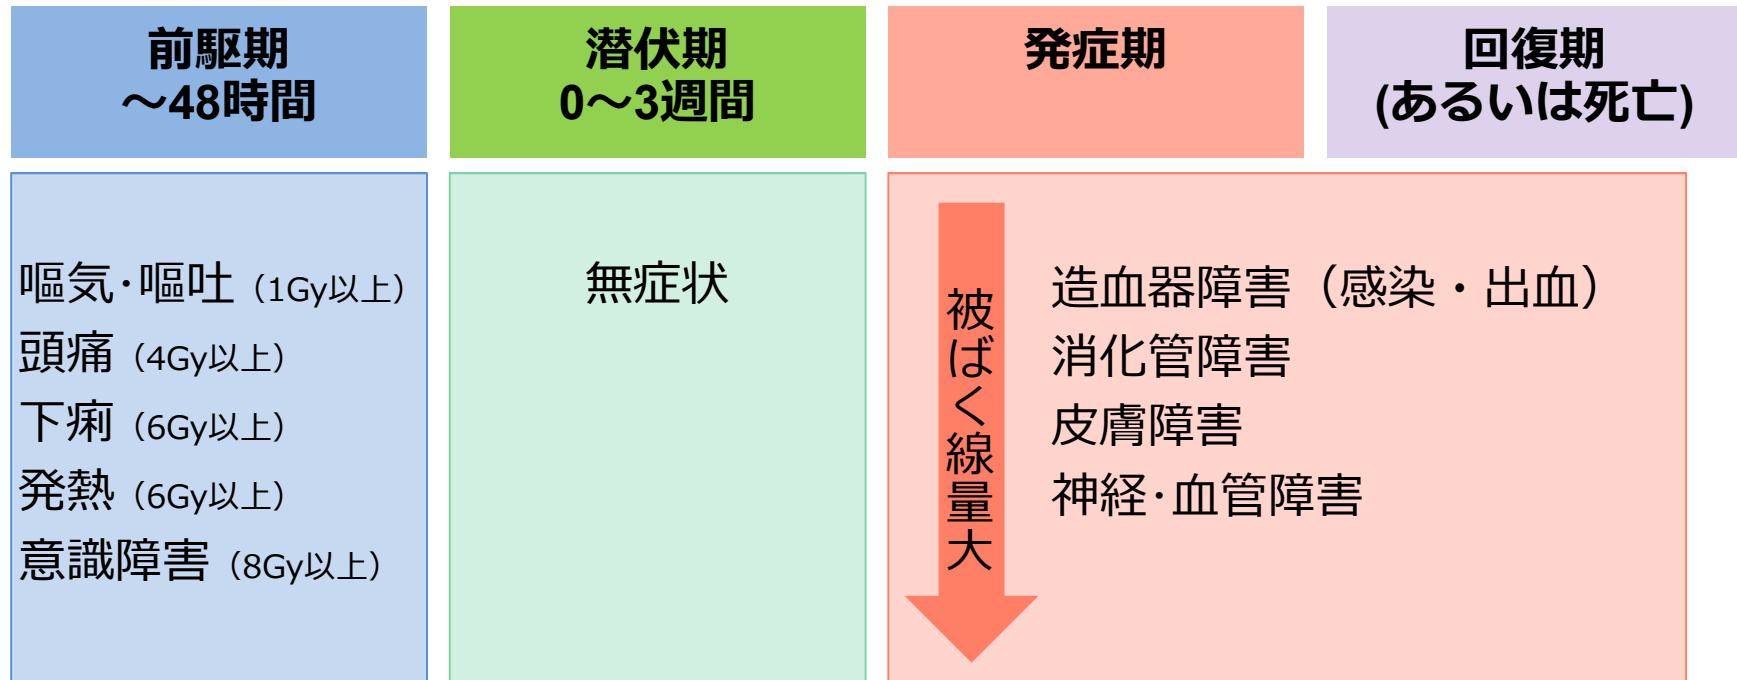 前駆期
～48時間
潜伏期
0～3週間
発症期
回復期
(あるいは死亡)
嘔気･嘔吐（1Gy以上）
頭痛（4Gy以上）
下痢（6Gy以上）
発熱（6Gy以上）
意識障害（8Gy以上）
無症状
被ばく線量大
造血器障害（感染・出血）
消化管障害
皮膚障害
神経･血管障害